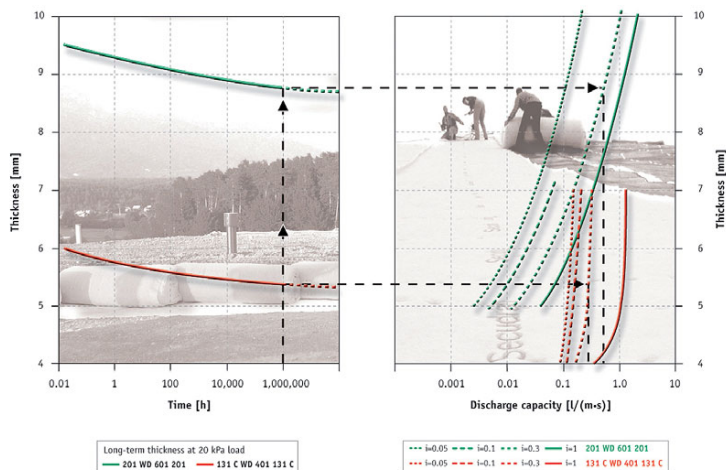 10
9
8
7
6
5
4
Thickness [mm]
0.01
1
100
10,000
1,000,000
Time [h]
Long-term thickness at 20 kPa load
201 WD 601 201
131 C WD 401 131 C
10
9
8
7
6
5
4
Thickness [mm]
0.001
0.01
0.1
1.0
10
Discharge capacity [l/(m•s)]
i=0.05 i=0.1 i=0.3 i=1 201 WD 601 201
i=0.05 i=0.1 i=0.3 i=1 131 C WD 401 131 C